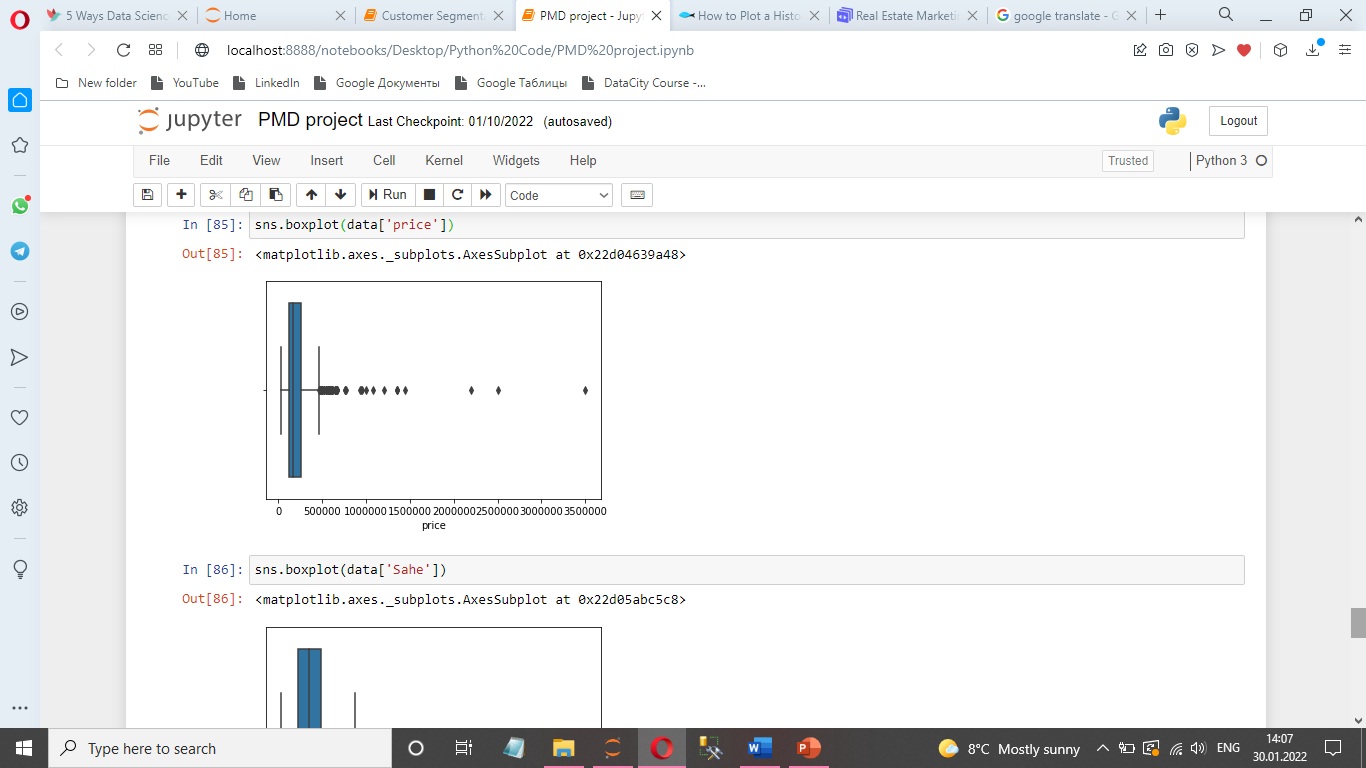 5 Ways Data Scienc
Home
Customer Segment
PMD project - Jupy
How to Plot a Histo
Real Estate Marketi
google translate - G
localhost:8888/notebooks/Desktop/Python%20Code/PMD%20project.ipynb
New folder
YouTube
LinkedIn
Google Документы
Google Таблицы
DataCity Course -...
jupyter PMD project Last Checkpoint: 01/10/2022 (autosaved)
Logout
File Edit View Insert Cell Kernel Widgets Help
Trusted
Python 3
Run
Code
In [85]: sns.boxplot(data['price'])
Out[85]: <matplotlib.axes._subplots.AxesSubplot at 0x22d04639a48>
0 500000 1000000 1500000 2000000 2500000 3000000 3500000
price
In [86]: sns.boxplot(data['Sahe'])
Out[86]: <matplotlib.axes._subplots.AxesSubplot at 0x22d05abc5c8>
Type here to search
8°C Mostly sunny
ENG
14:07
30.01.2022